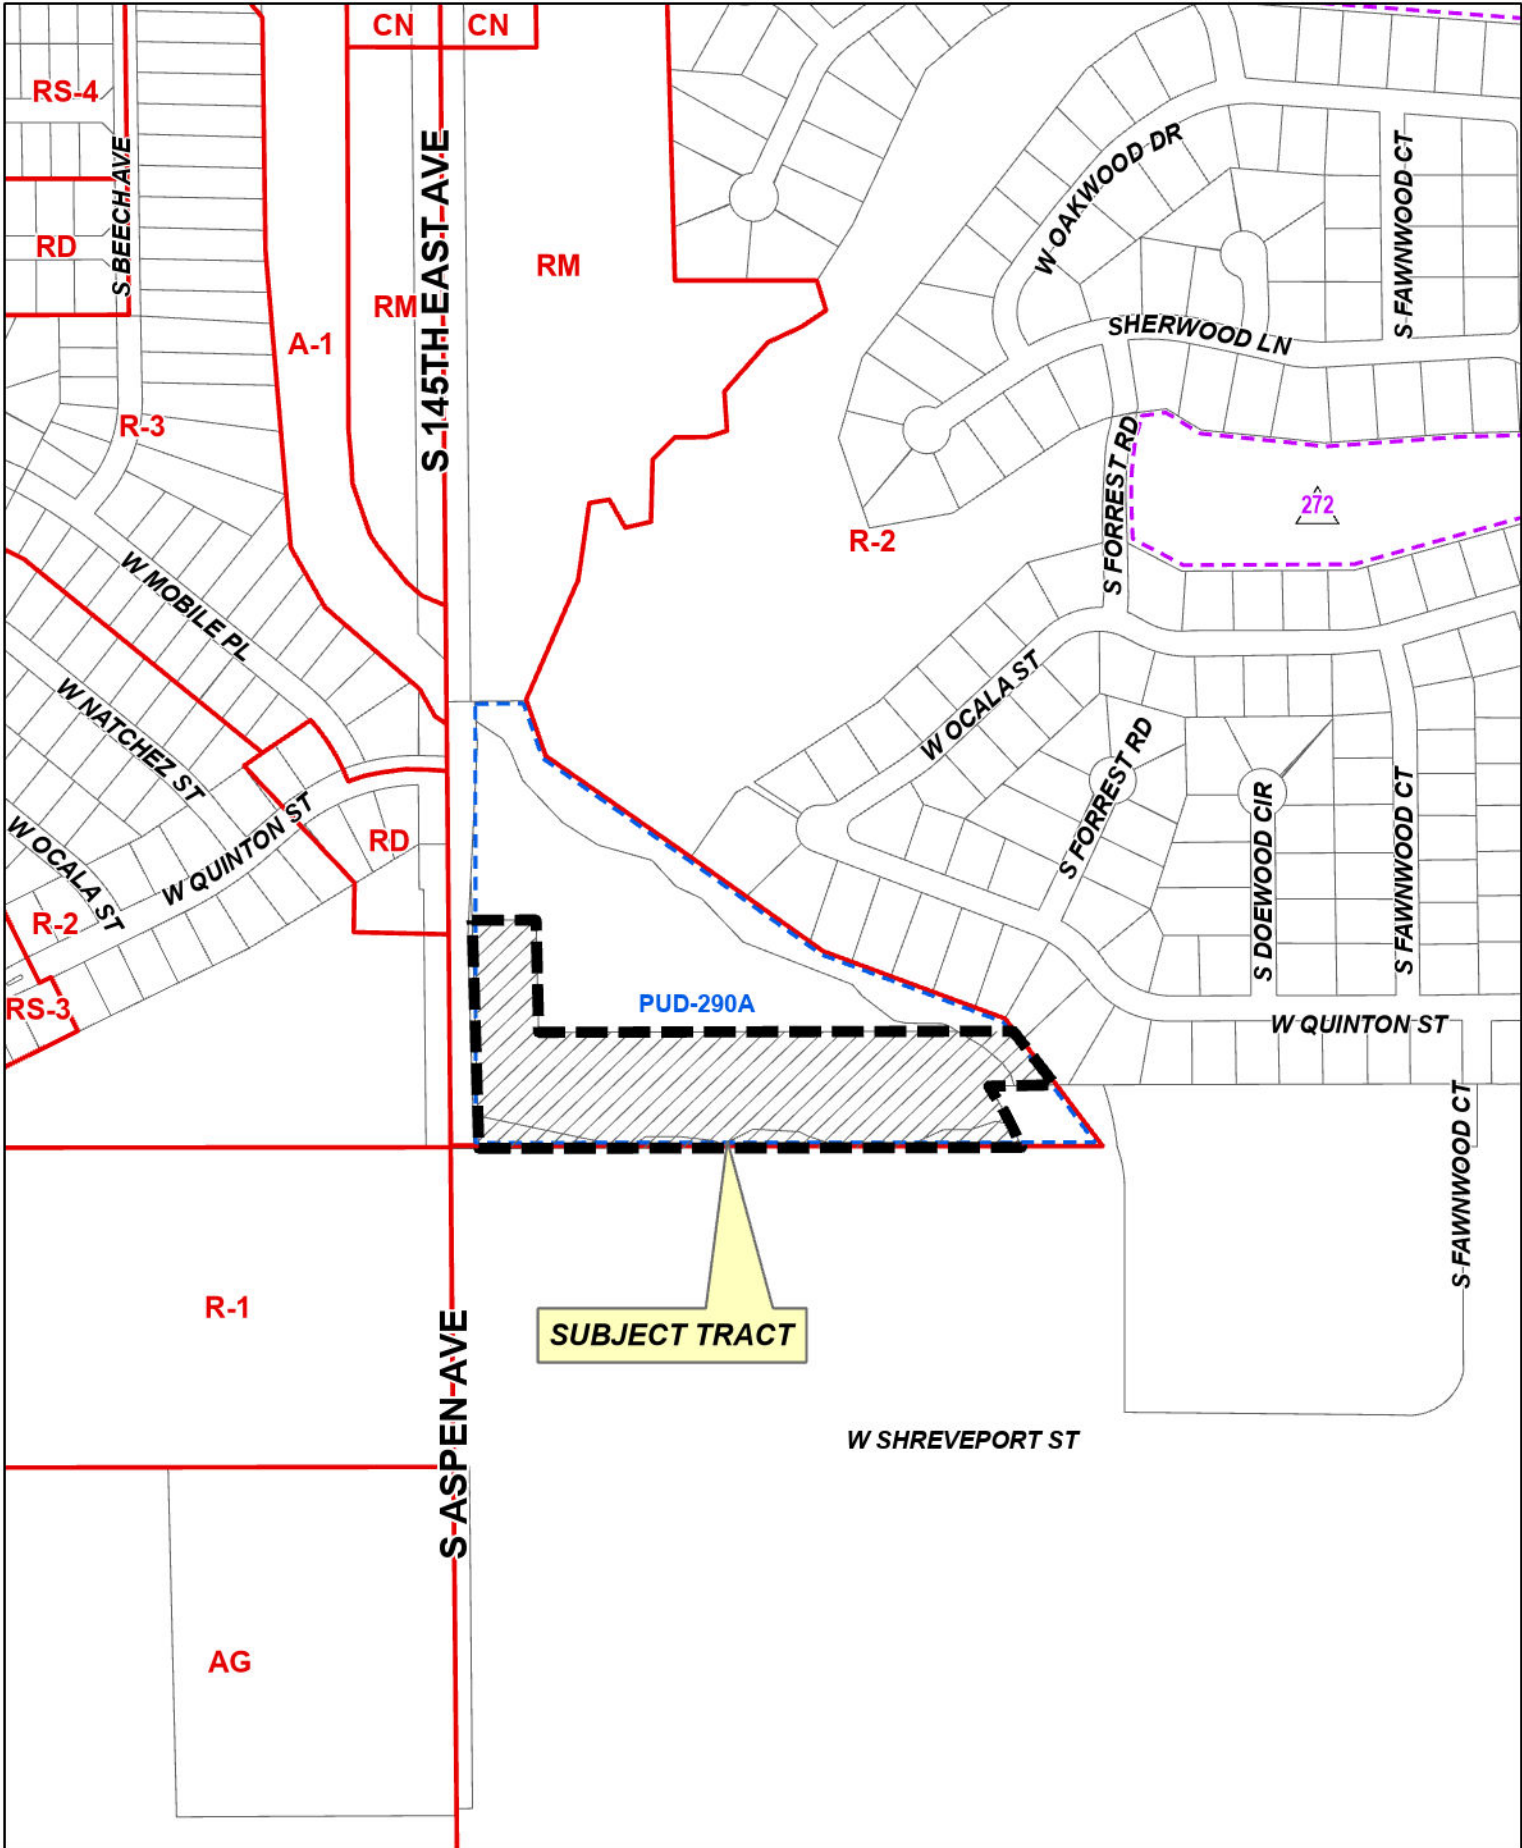 CN
CN
RS-4
S BEECH AVE
S 145TH EAST AVE
W OAKWOOD DR
S FAWNWOOD CT
RD
RM
RM
A-1
SHERWOOD LN
R-3
S FORREST RD
272
R-2
W MOBILE PL
W OCALA ST
W NATCHEZ ST
S FORREST RD
S DOEWOOD CIR
S FAWNWOOD CT
W OCALA ST
W QUINTON ST
RD
R-2
RS-3
PUD-290A
W QUINTON ST
S FAWNWOOD CT
R-1
SUBJECT TRACT
S ASPEN AVE
W SHREVEPORT ST
AG